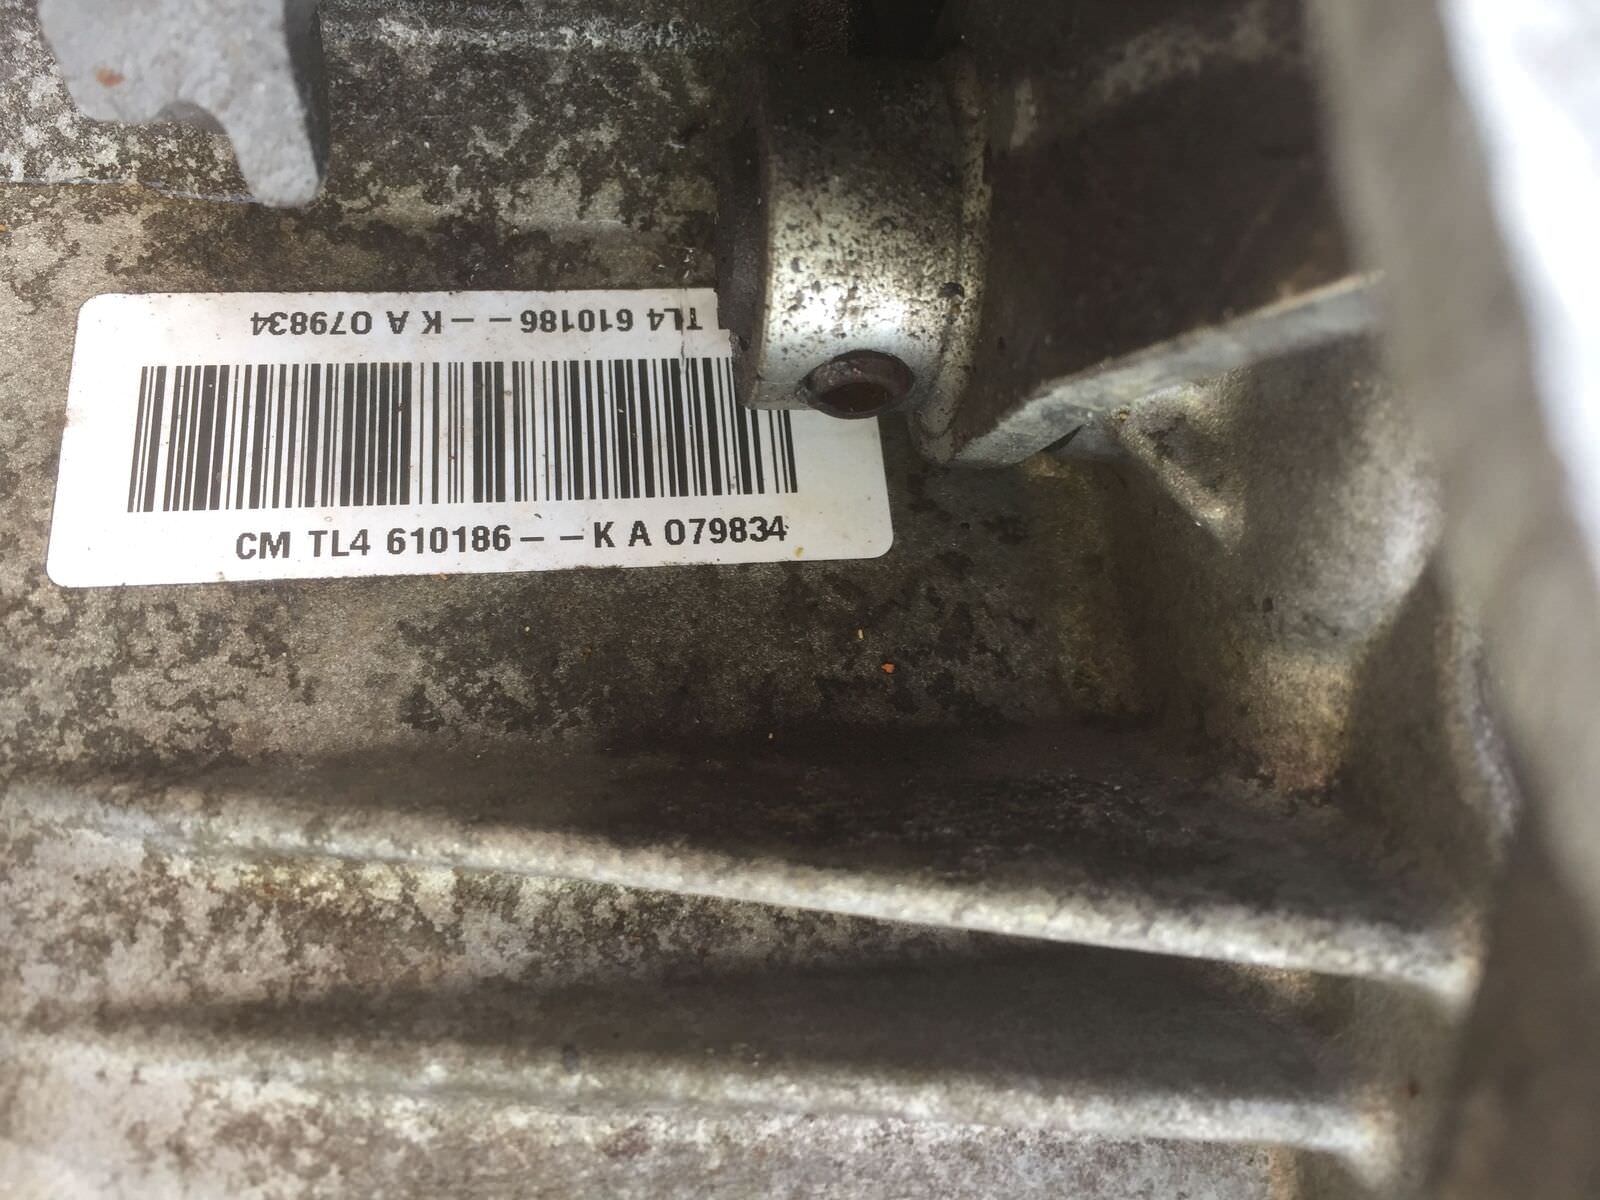 TL4 610186 – – K A 079834
CM TL4 610186 – – K A 079834